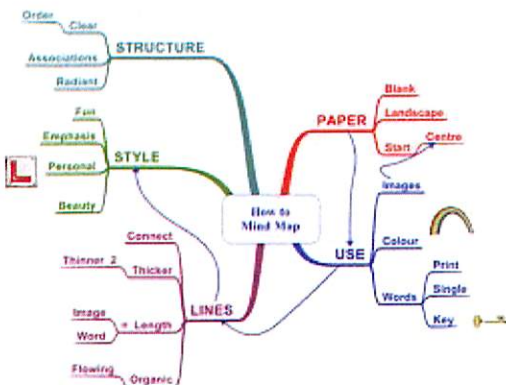 How to
Mind Map
PAPER
Blank
Landscape
Start
Centre
USE
Images
Colour
Words
Print
Single
Key
LINES
Connect
Thinner 2
Thicker
= Length
Image
Word
Organic
Flowing
STYLE
Fun
Emphasis
Personal
Beauty
L
STRUCTURE
Order
Clear
Associations
Radiant